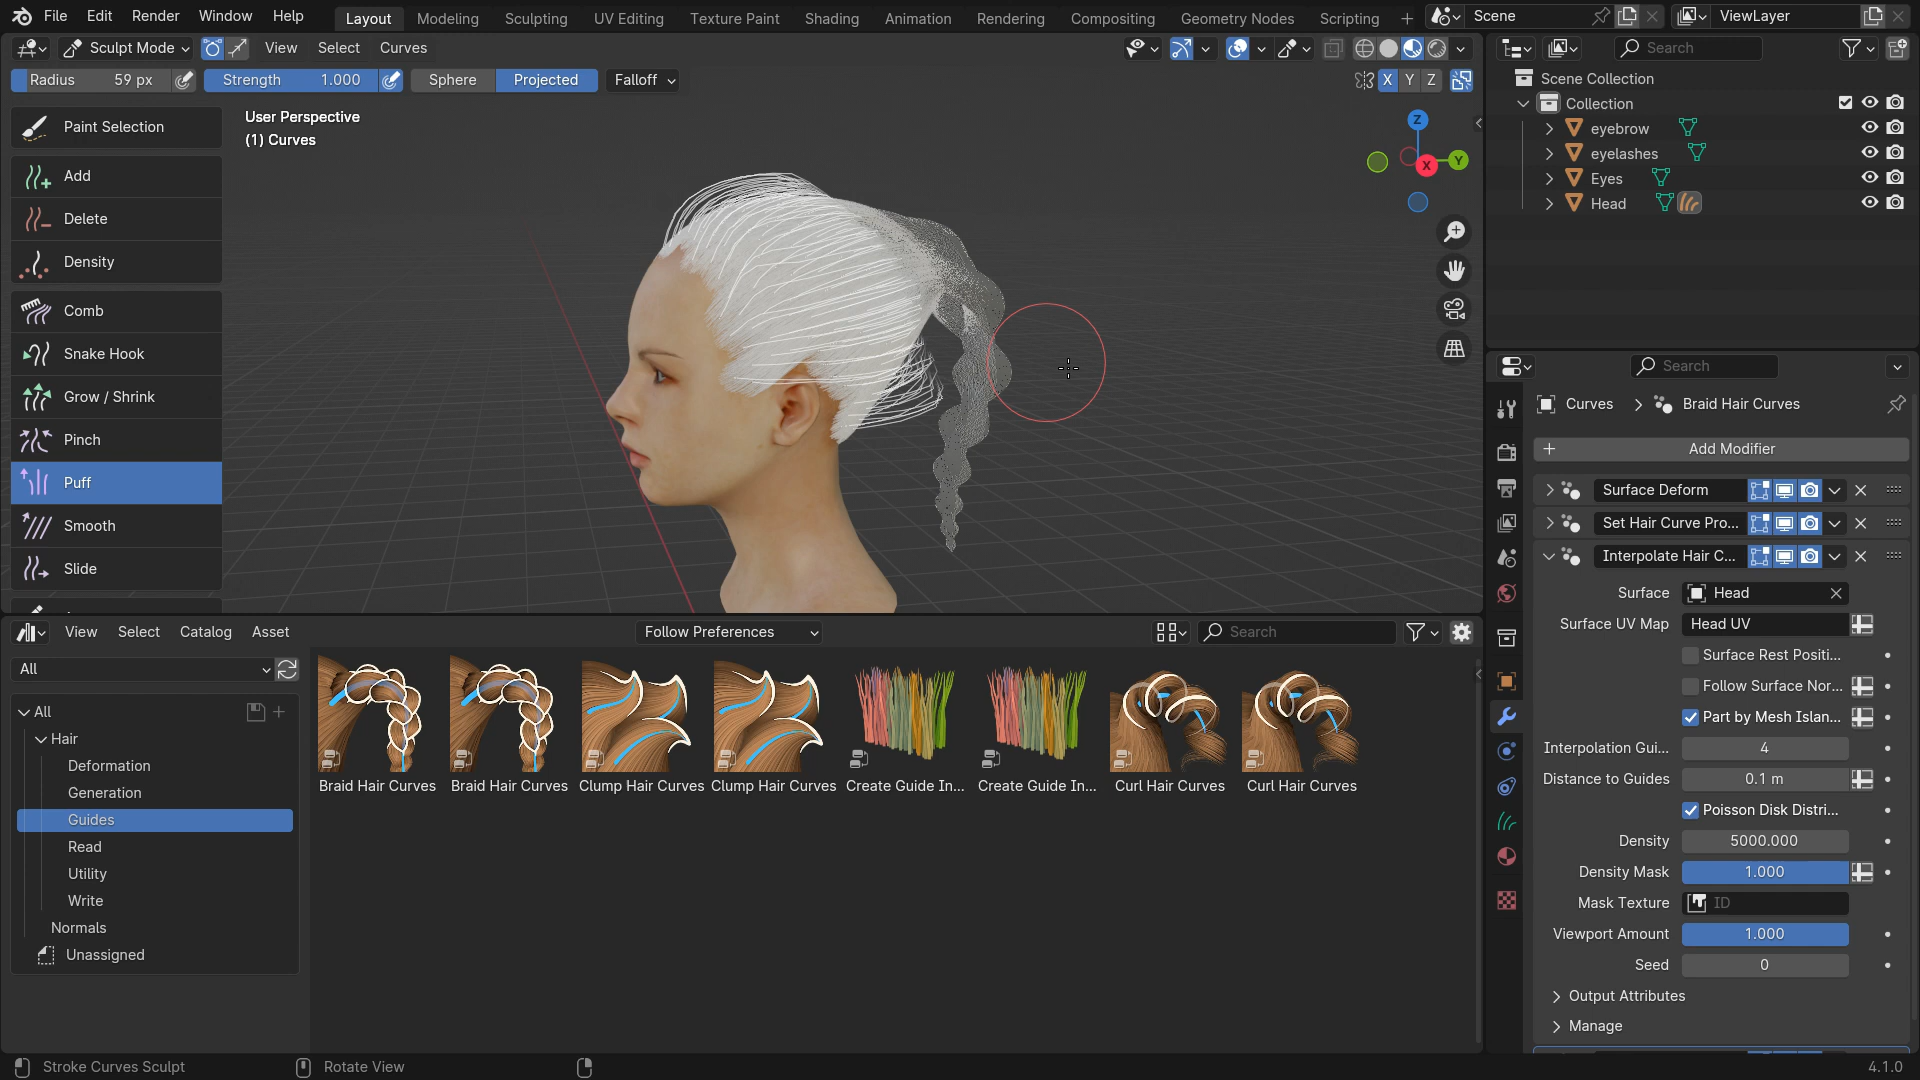 File Edit Render Window Help Layout Modeling Sculpting UV Editing Texture Paint Shading Animation Rendering Compositing Geometry Nodes Scripting + Scene ViewLayer
Sculpt Mode View Select Curves
Radius 59 px Strength 1.000 Sphere Projected Falloff X Y Z
User Perspective
(1) Curves
Z
Y
X
Paint Selection
Add
Delete
Density
Comb
Snake Hook
Grow / Shrink
Pinch
Puff
Smooth
Slide
View Select Catalog Asset Follow Preferences Search
All
All
Hair
Deformation
Generation
Guides
Read
Utility
Write
Normals
Unassigned
Braid Hair Curves Braid Hair Curves Clump Hair Curves Clump Hair Curves Create Guide In... Create Guide In... Curl Hair Curves Curl Hair Curves
Search
Scene Collection
Collection
eyebrow
eyelashes
Eyes
Head
Search
Curves > Braid Hair Curves
+ Add Modifier
Surface Deform
Set Hair Curve Pro...
Interpolate Hair C...
Surface Head
Surface UV Map Head UV
Surface Rest Positi...
Follow Surface Nor...
Part by Mesh Islan...
Interpolation Gui... 4
Distance to Guides 0.1 m
Poisson Disk Distri...
Density 5000.000
Density Mask 1.000
Mask Texture ID
Viewport Amount 1.000
Seed 0
Output Attributes
Manage
Stroke Curves Sculpt Rotate View 4.1.0